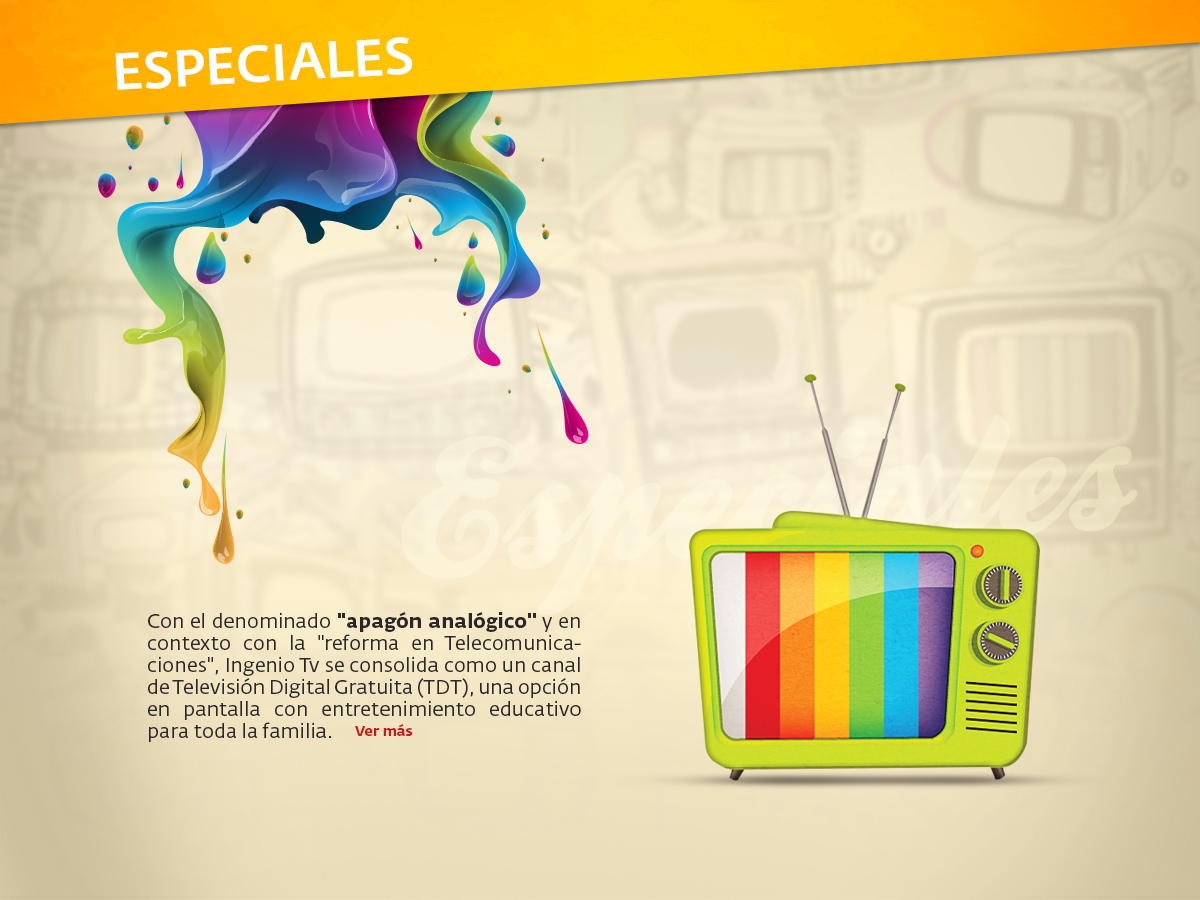 ESPECIALES
Especiales
Con el denominado "apagón analógico" y en
contexto con la "reforma en Telecomunica-
ciones", Ingenio Tv se consolida como un canal
de Televisión Digital Gratuita (TDT), una opción
en pantalla con entretenimiento educativo
para toda la familia. Ver más